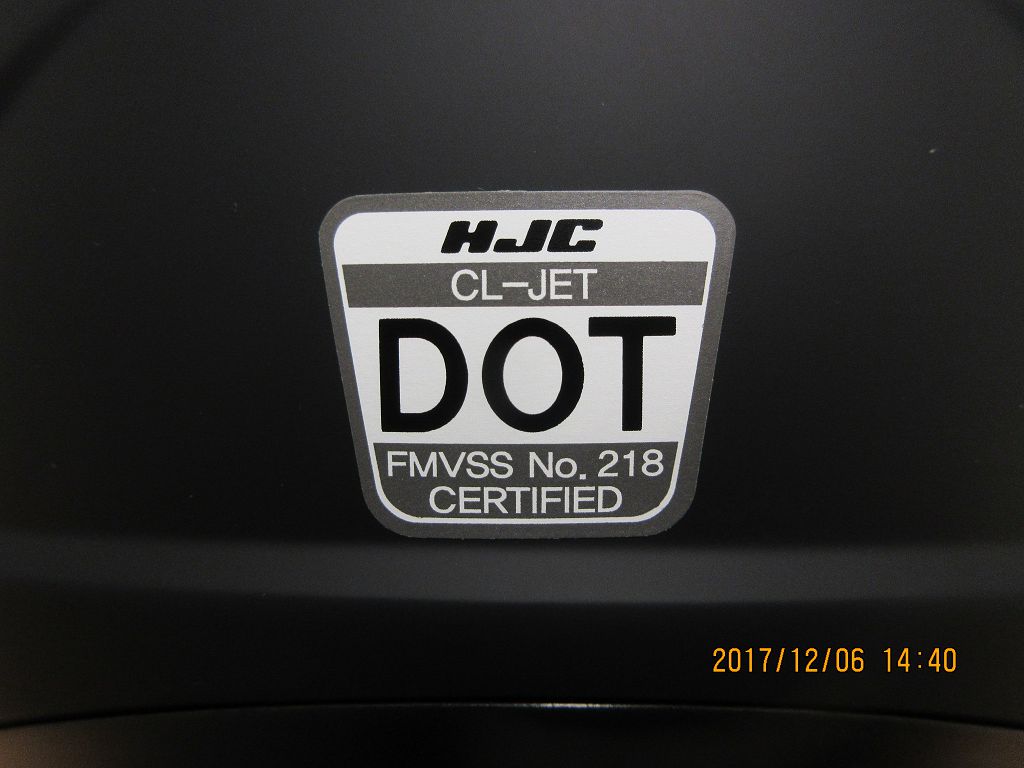 HJC
CL-JET
DOT
FMVSS No. 218
CERTIFIED
2017/12/06 14:40